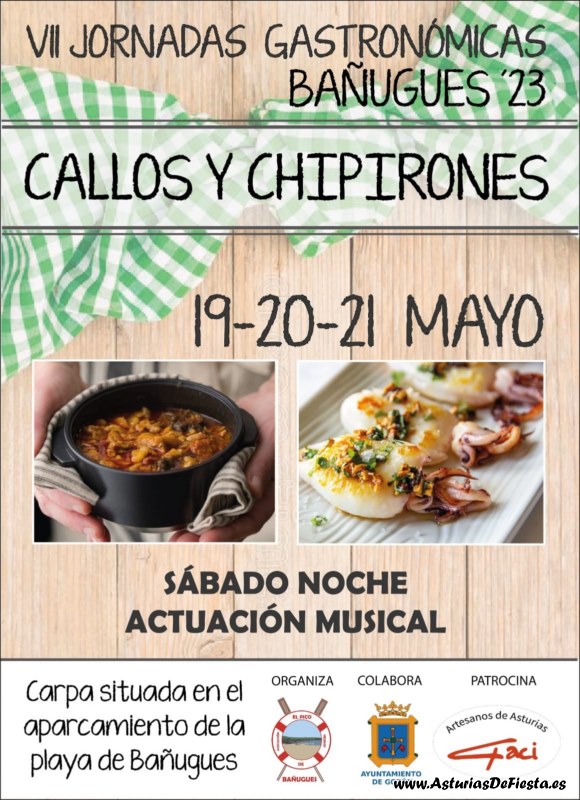 VII JORNADAS GASTRONÓMICAS
BAÑUGUES ´23
CALLOS Y CHIPIRONES
19-20-21 MAYO
SÁBADO NOCHE
ACTUACIÓN MUSICAL
Carpa situada en el
aparcamiento de la
playa de Bañugues
ORGANIZA
EL PICO
DE
BAÑUGUES
COLABORA
AYUNTAMIENTO
PATROCINA
Artesanos de Asturias
Gaci
www.AsturiasDeFiesta.es